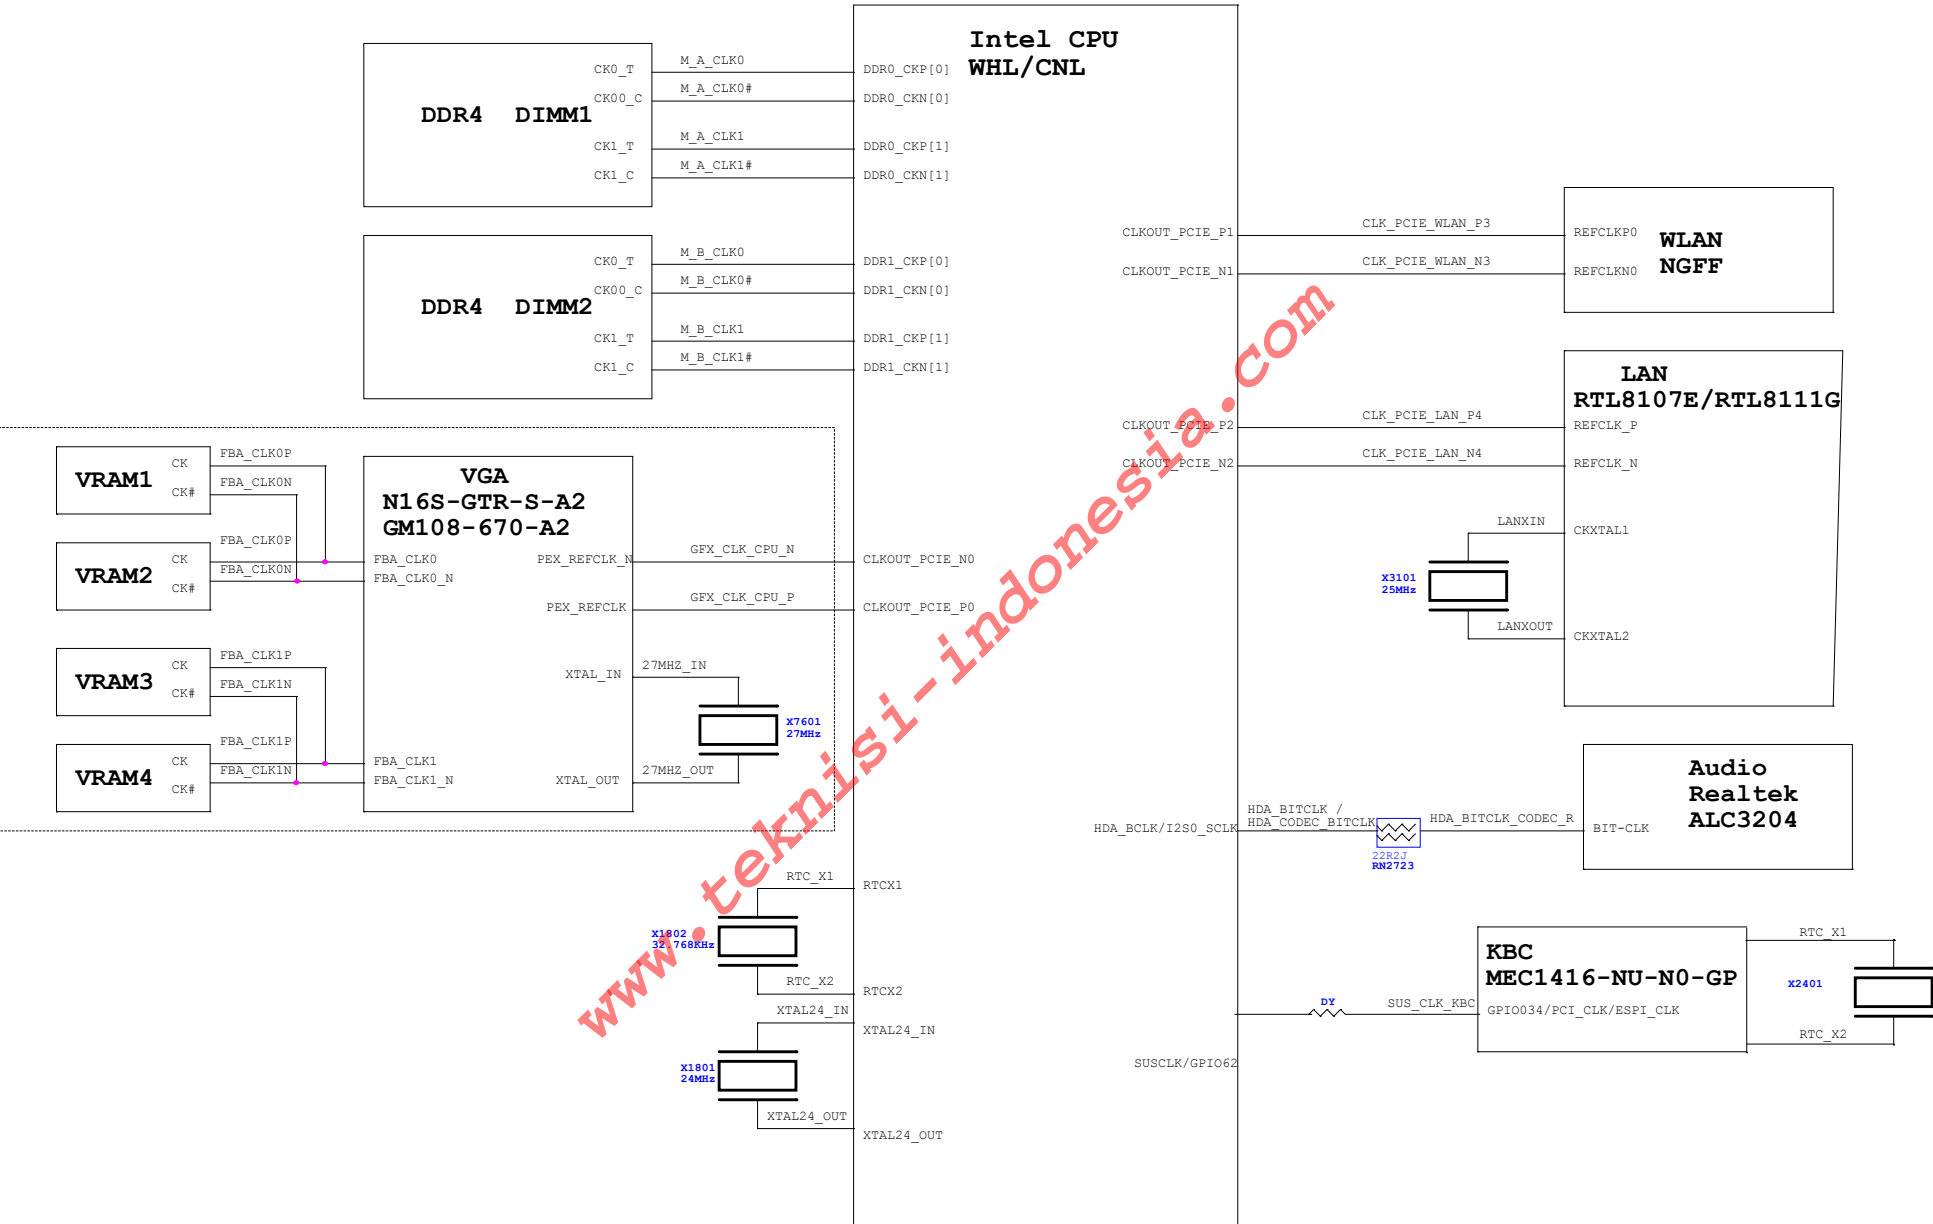 Intel CPU
WHL/CNL
DDR4 DIMM1
CK0_T
CK00_C
CK1_T
CK1_C
M_A_CLK0
M_A_CLK0#
M_A_CLK1
M_A_CLK1#
DDR0_CKP[0]
DDR0_CKN[0]
DDR0_CKP[1]
DDR0_CKN[1]
DDR4 DIMM2
CK0_T
CK00_C
CK1_T
CK1_C
M_B_CLK0
M_B_CLK0#
M_B_CLK1
M_B_CLK1#
DDR1_CKP[0]
DDR1_CKN[0]
DDR1_CKP[1]
DDR1_CKN[1]
VRAM1
CK
CK#
FBA_CLK0P
FBA_CLK0N
VRAM2
CK
CK#
FBA_CLK0P
FBA_CLK0N
VRAM3
CK
CK#
FBA_CLK1P
FBA_CLK1N
VRAM4
CK
CK#
FBA_CLK1P
FBA_CLK1N
VGA
N16S-GTR-S-A2
GM108-670-A2
FBA_CLK0
FBA_CLK0_N
FBA_CLK1
FBA_CLK1_N
PEX_REFCLK_N
PEX_REFCLK
XTAL_IN
XTAL_OUT
GFX_CLK_CPU_N
GFX_CLK_CPU_P
CLKOUT_PCIE_N0
CLKOUT_PCIE_P0
27MHZ_IN
X7601
27MHz
27MHZ_OUT
RTC_X1
RTCX1
X1802
32.768KHz
RTC_X2
RTCX2
XTAL24_IN
XTAL24_IN
X1801
24MHz
XTAL24_OUT
XTAL24_OUT
CLKOUT_PCIE_P1
CLKOUT_PCIE_N1
CLK_PCIE_WLAN_P3
CLK_PCIE_WLAN_N3
REFCLKP0
REFCLKN0
WLAN
NGFF
CLKOUT_PCIE_P2
CLKOUT_PCIE_N2
CLK_PCIE_LAN_P4
CLK_PCIE_LAN_N4
LAN
RTL8107E/RTL8111G
REFCLK_P
REFCLK_N
LANXIN
CKXTAL1
X3101
25MHz
LANXOUT
CKXTAL2
HDA_BCLK/I2S0_SCLK
HDA_BITCLK /
HDA_CODEC_BITCLK
22R2J
RN2723
HDA_BITCLK_CODEC_R
BIT-CLK
Audio
Realtek
ALC3204
SUSCLK/GPIO62
DY
SUS_CLK_KBC
KBC
MEC1416-NU-N0-GP
GPIO034/PCI_CLK/ESPI_CLK
RTC_X1
X2401
RTC_X2
www.teknisi-indonesia.com